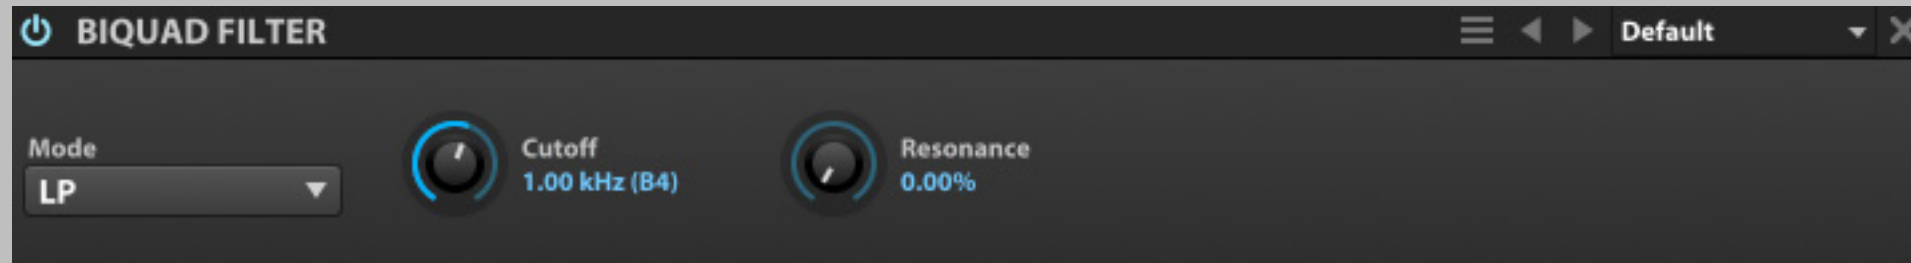 BIQUAD FILTER
Default
Mode
LP
Cutoff
1.00 kHz (B4)
Resonance
0.00%